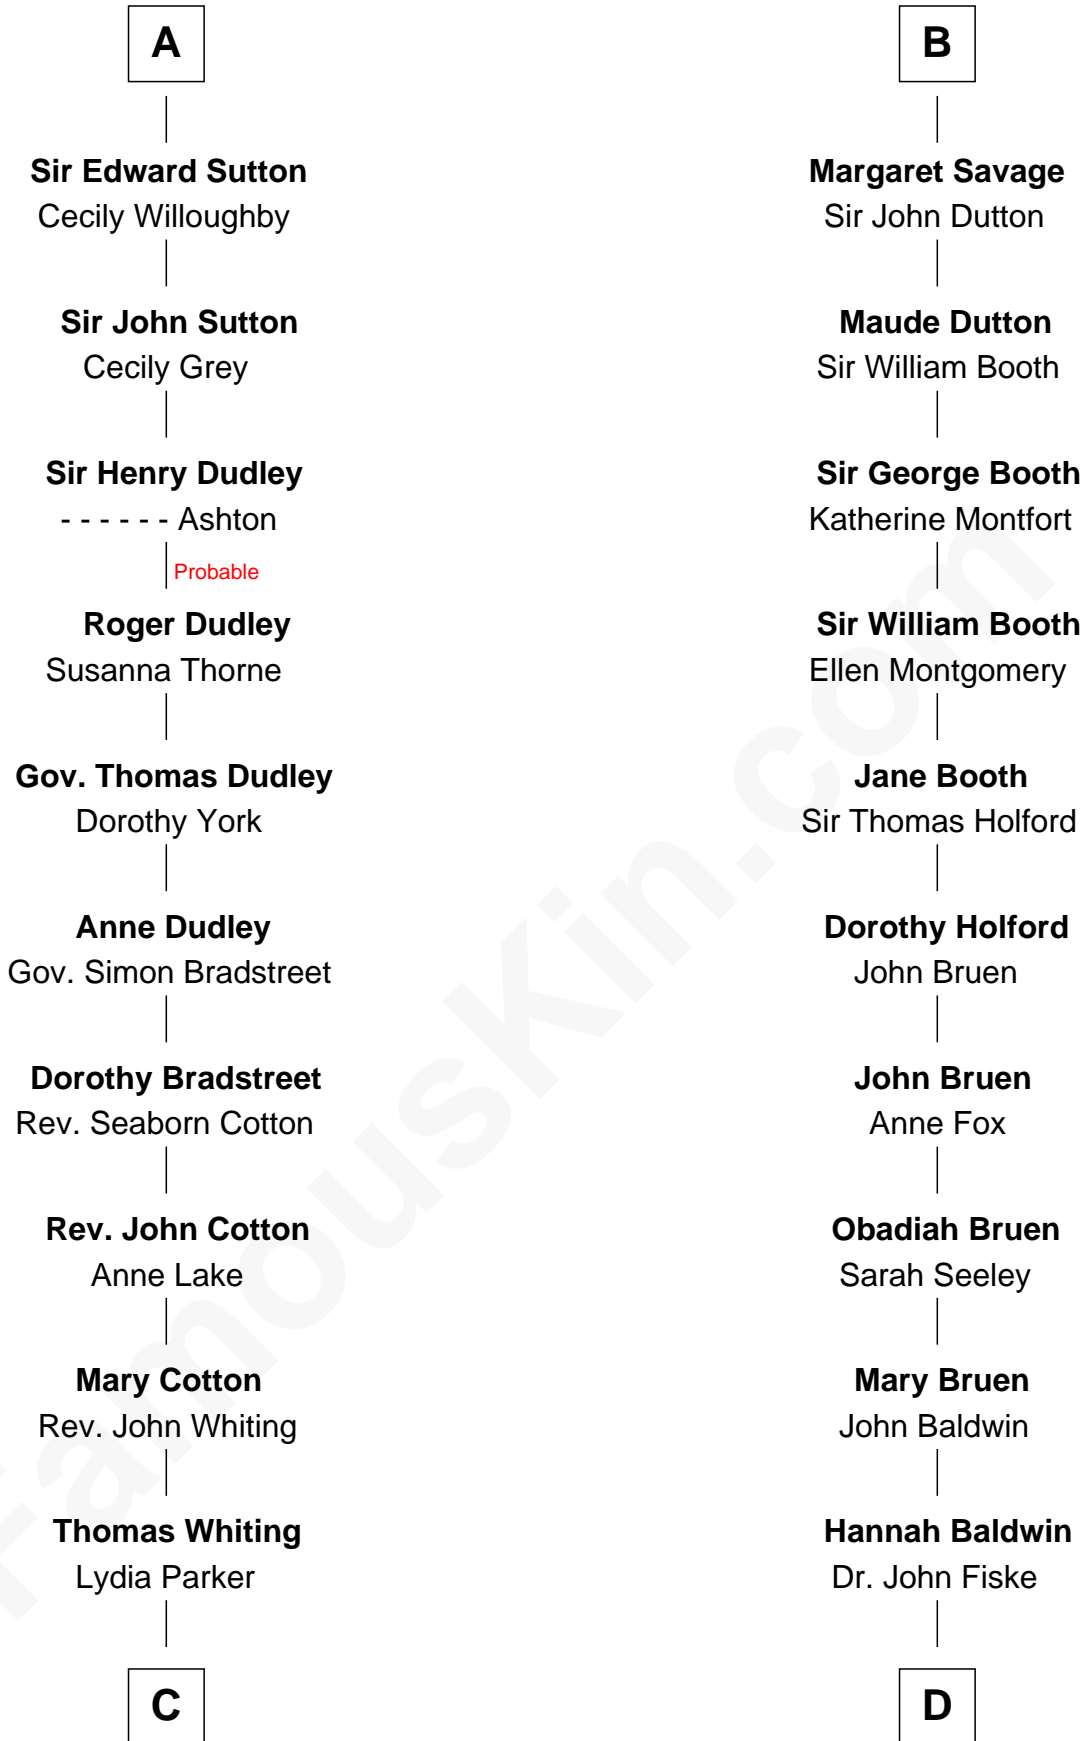 A
Sir Edward Sutton
Cecily Willoughby
Sir John Sutton
Cecily Grey
Sir Henry Dudley
- - - - - - Ashton
Probable
Roger Dudley
Susanna Thorne
Gov. Thomas Dudley
Dorothy York
Anne Dudley
Gov. Simon Bradstreet
Dorothy Bradstreet
Rev. Seaborn Cotton
Rev. John Cotton
Anne Lake
Mary Cotton
Rev. John Whiting
Thomas Whiting
Lydia Parker
C
B
Margaret Savage
Sir John Dutton
Maude Dutton
Sir William Booth
Sir George Booth
Katherine Montfort
Sir William Booth
Ellen Montgomery
Jane Booth
Sir Thomas Holford
Dorothy Holford
John Bruen
John Bruen
Anne Fox
Obadiah Bruen
Sarah Seeley
Mary Bruen
John Baldwin
Hannah Baldwin
Dr. John Fiske
D
FamousKin.com